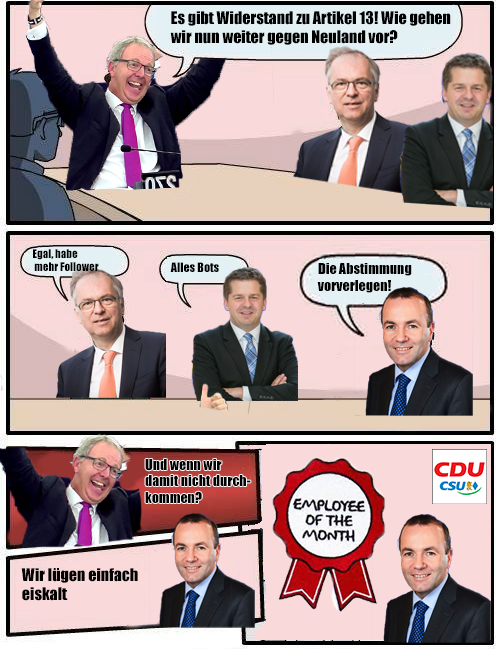 Es gibt Widerstand zu Artikel 13! Wie gehen
wir nun weiter gegen Neuland vor?
Egal, habe
mehr Follower
Alles Bots
Die Abstimmung
vorverlegen!
Und wenn wir
damit nicht durch-
kommen?
Wir lügen einfach
eiskalt
EMPLOYEE
OF THE
MONTH
CDU
CSU